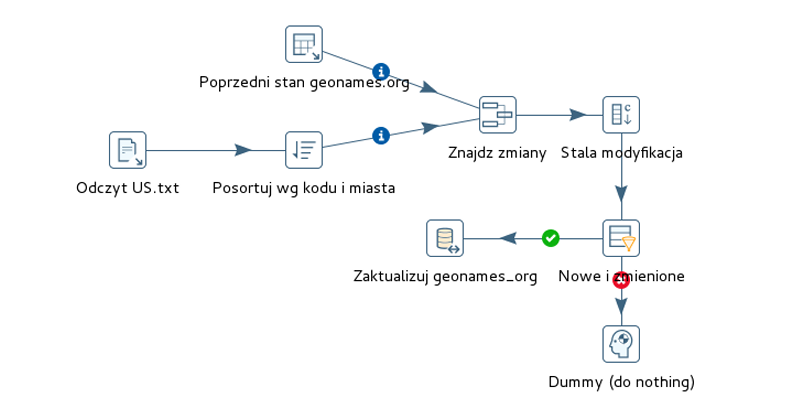 Poprzedni stan geonames.org
Znajdz zmiany
Stala modyfikacja
Odczyt US.txt
Posortuj wg kodu i miasta
Zaktualizuj geonames_org
Nowe i zmienione
Dummy (do nothing)